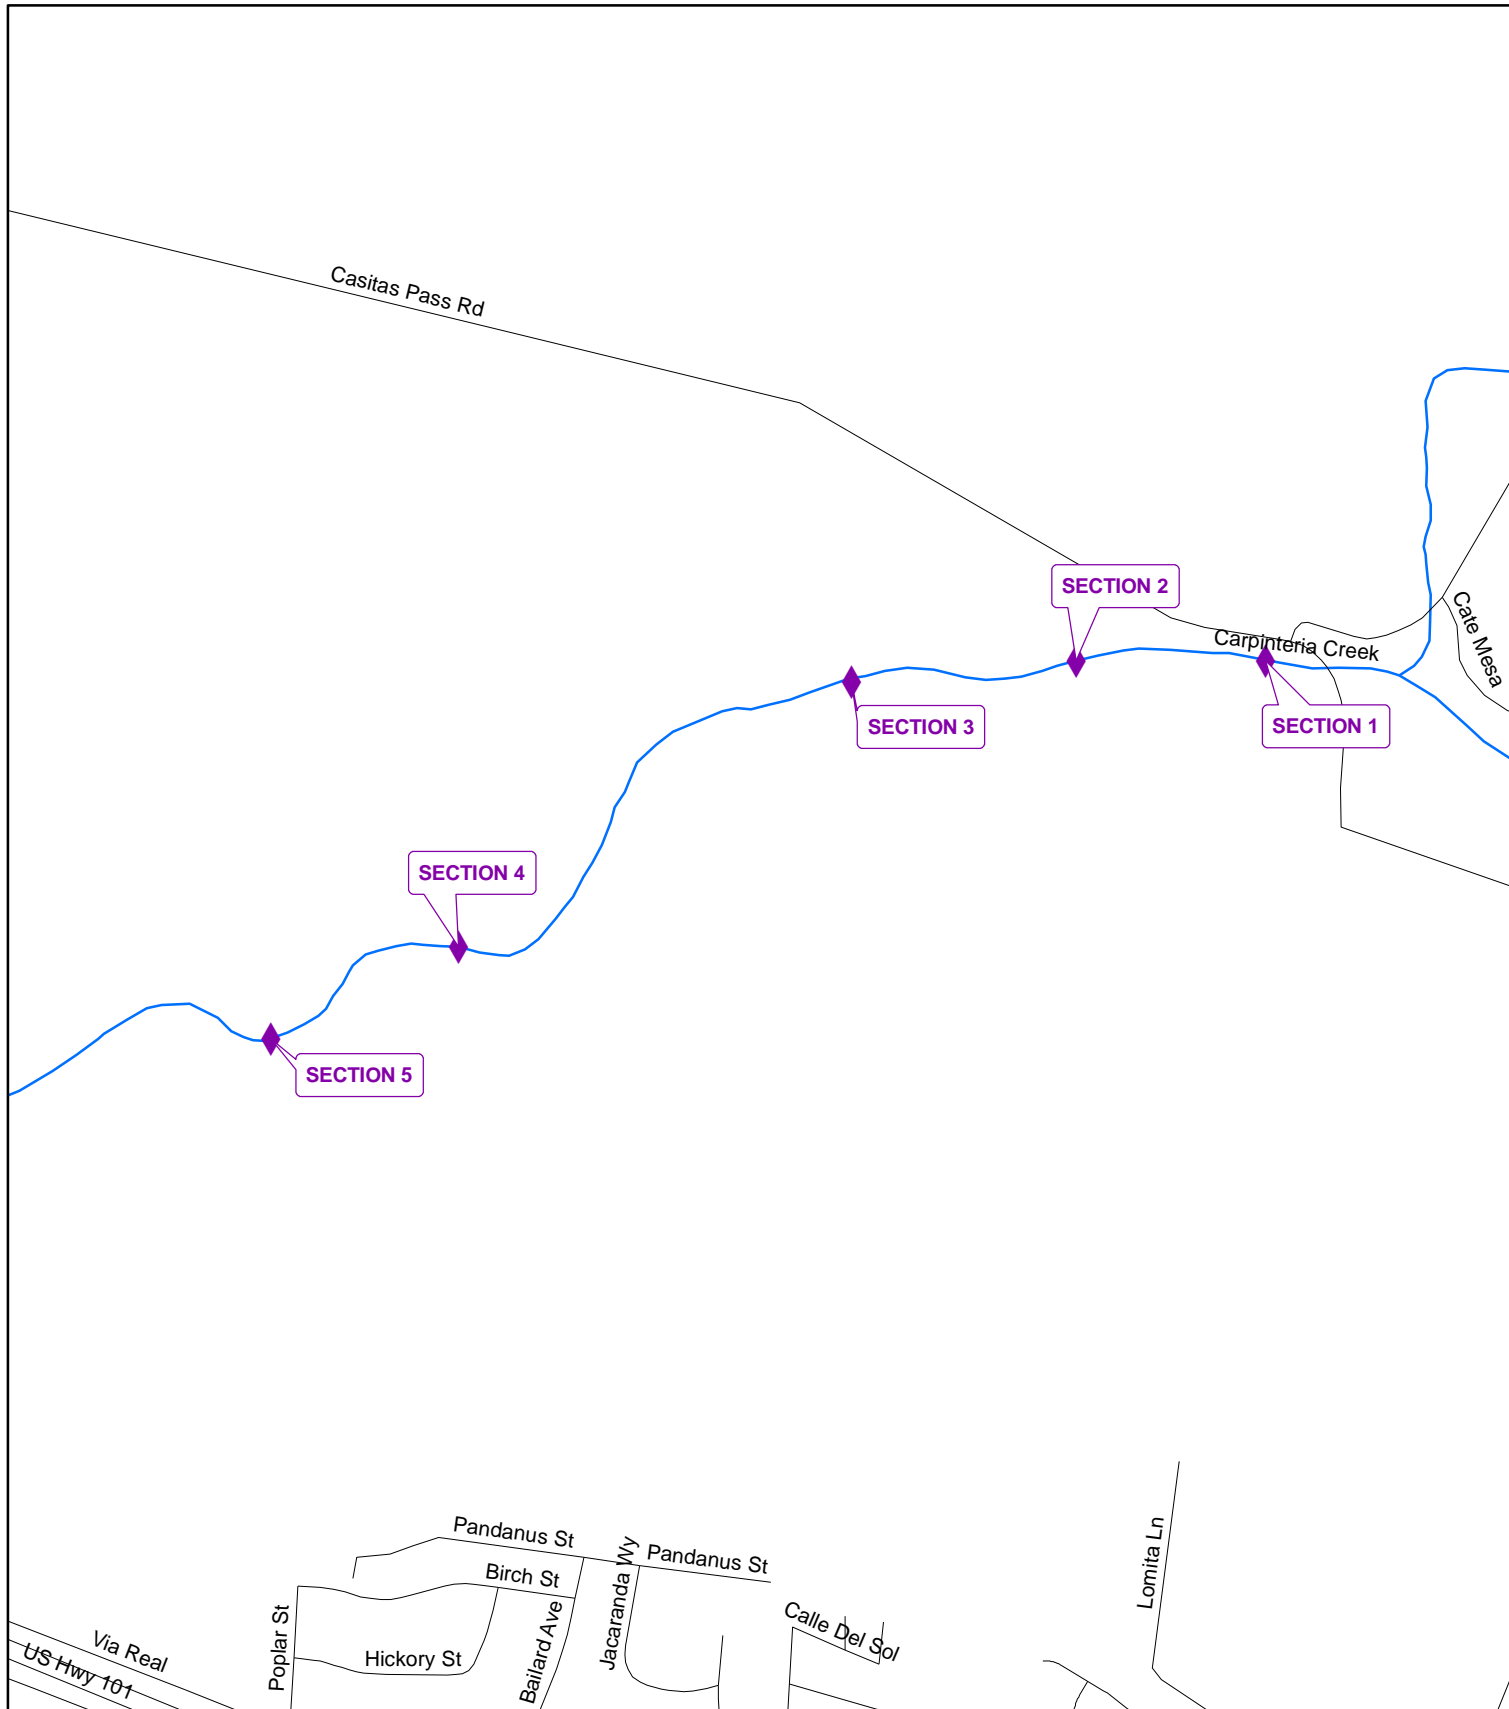 Casitas Pass Rd
SECTION 2
Cate Mesa
Carpinteria Creek
SECTION 3
SECTION 1
SECTION 4
SECTION 5
Pandanus St
Pandanus St
Birch St
Lomita Ln
Jacaranda Wy
Calle Del Sol
Poplar St
Bailard Ave
Via Real
Hickory St
US Hwy 101